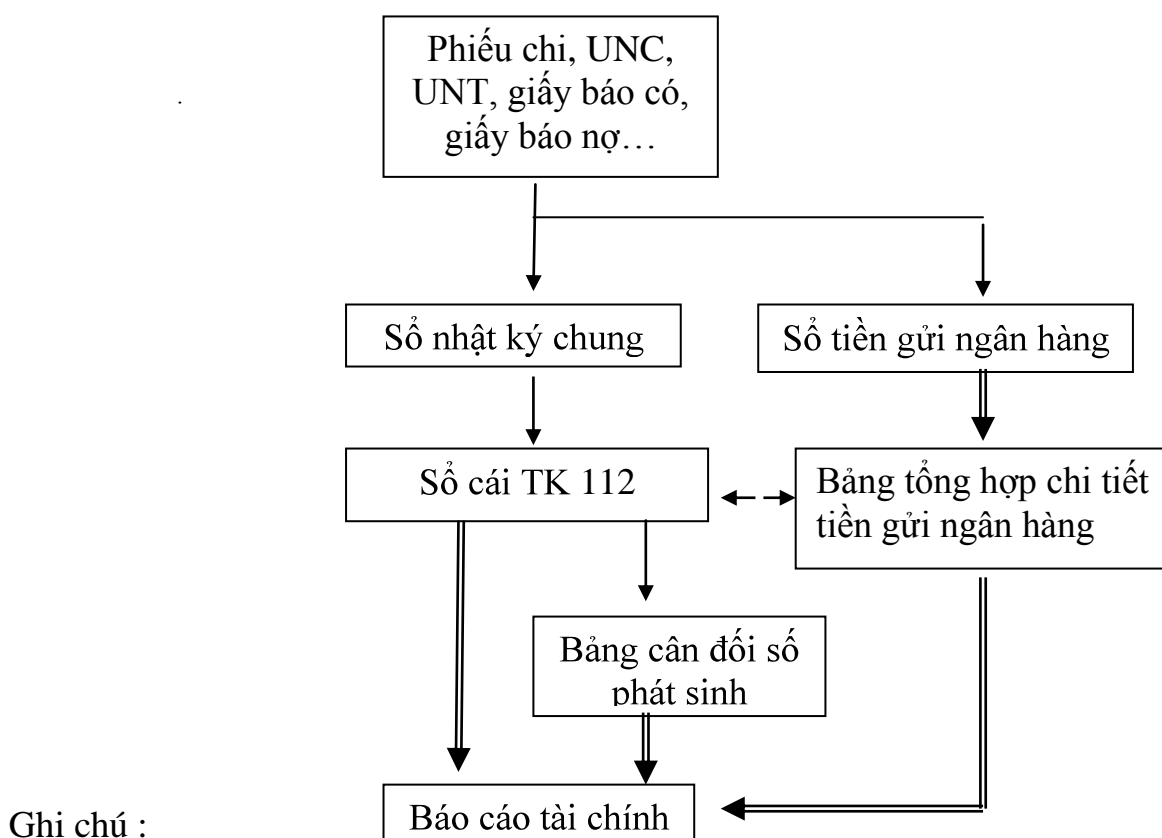 Phiếu chi, UNC,
UNT, giấy báo có,
giấy báo nợ…
Sổ nhật ký chung
Sổ tiền gửi ngân hàng
Sổ cái TK 112
Bảng tổng hợp chi tiết
tiền gửi ngân hàng
Bảng cân đối số
phát sinh
Báo cáo tài chính
Ghi chú :